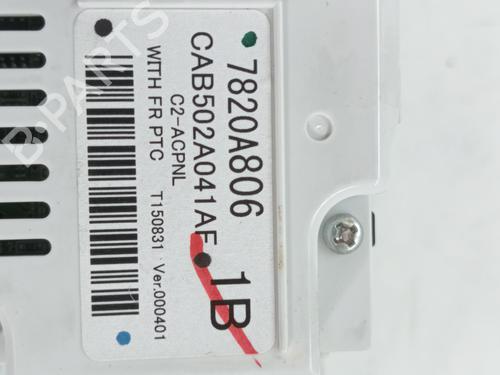 7820A806
CAB502A041AF
1B
C2-ACPNL
WITH FR PTC T150831 Ver.000401
B-PARTS